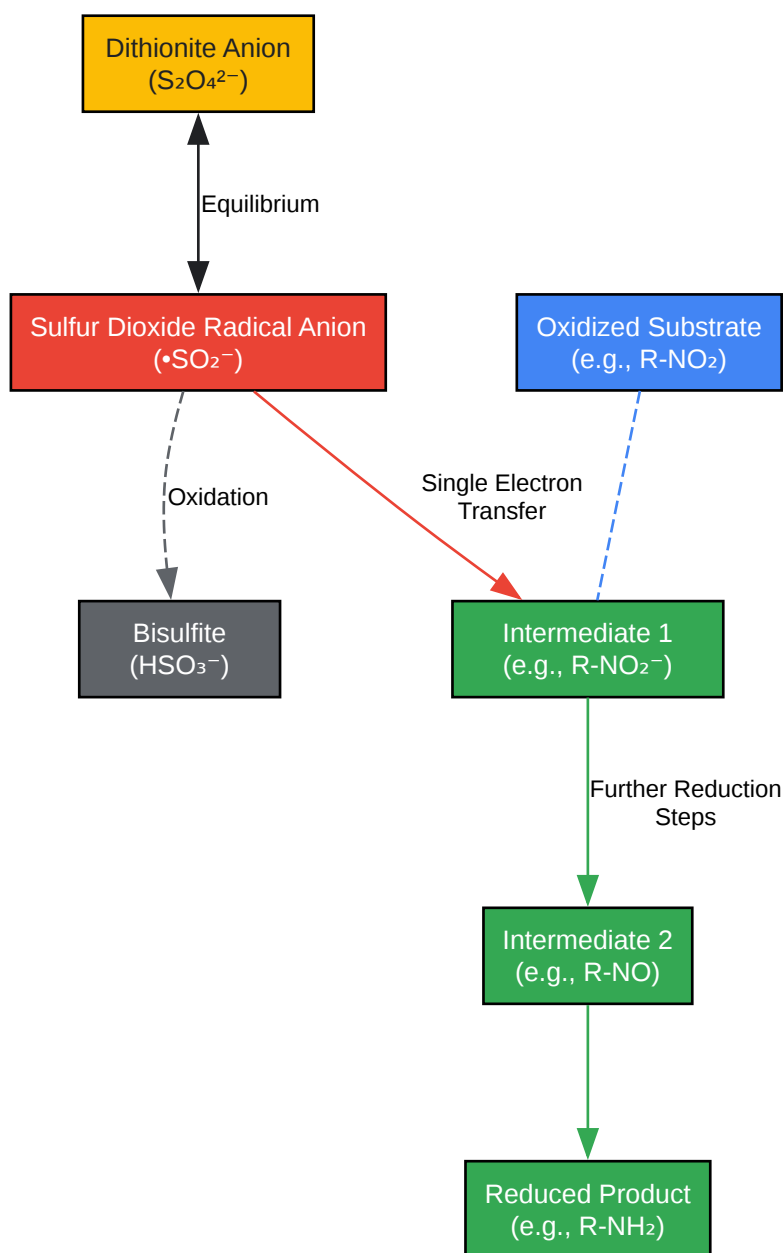 Dithionite Anion
(S₂O₄²⁻)
Equilibrium
Sulfur Dioxide Radical Anion
(•SO₂⁻)
Oxidized Substrate
(e.g., R-NO₂)
Oxidation
Single Electron
Transfer
Bisulfite
(HSO₃⁻)
Intermediate 1
(e.g., R-NO₂⁻)
Further Reduction
Steps
Intermediate 2
(e.g., R-NO)
Reduced Product
(e.g., R-NH₂)